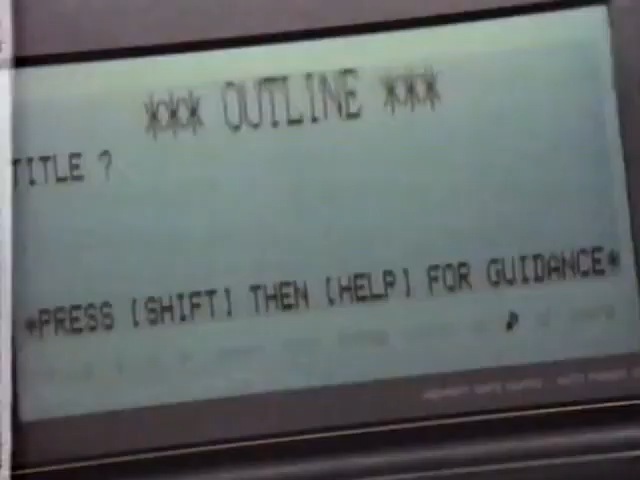 *** OUTLINE ***
TITLE ?
*PRESS [SHIFT] THEN [HELP] FOR GUIDANCE*